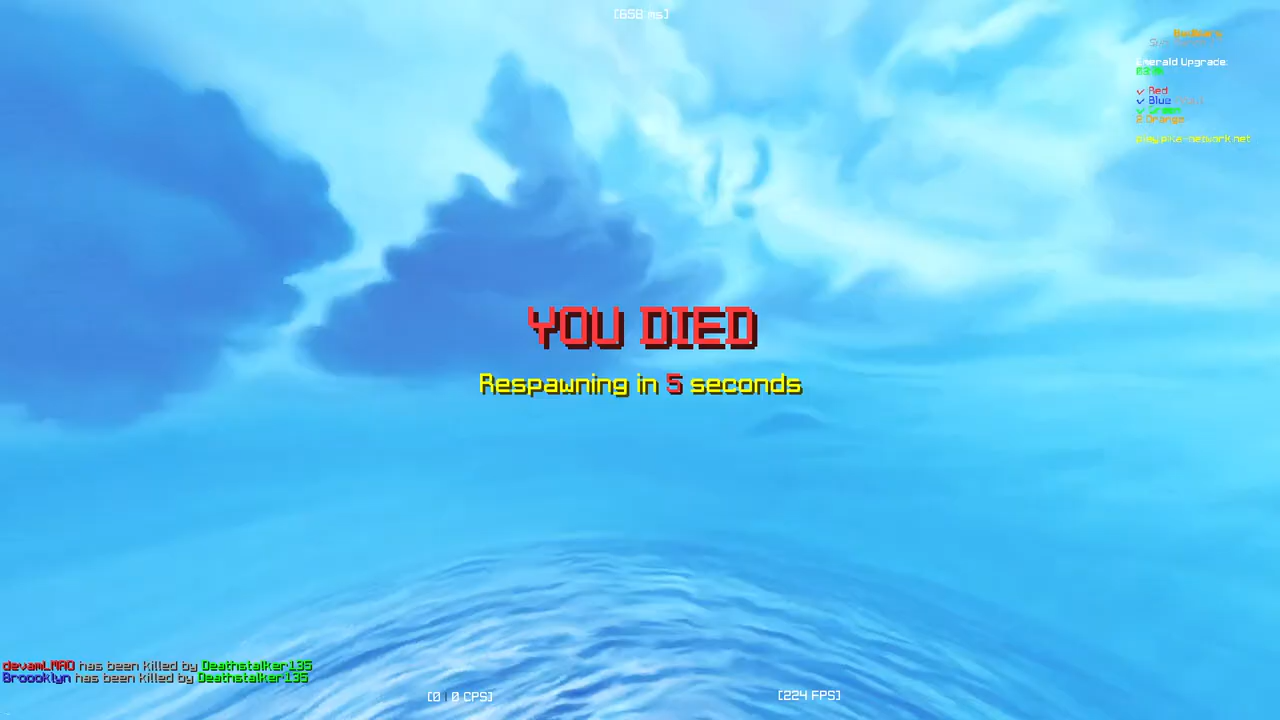 [658 ms]
BedWars
Emerald Upgrade:
✓ Red
✓ Blue
✓
2 Orange
play.pika-network.net
YOU DIED
Respawning in 5 seconds
devamLMAO has been killed by Deathstalker135
Broooklyn has been killed by Deathstalker135
[0 | 0 CPS]
[224 FPS]